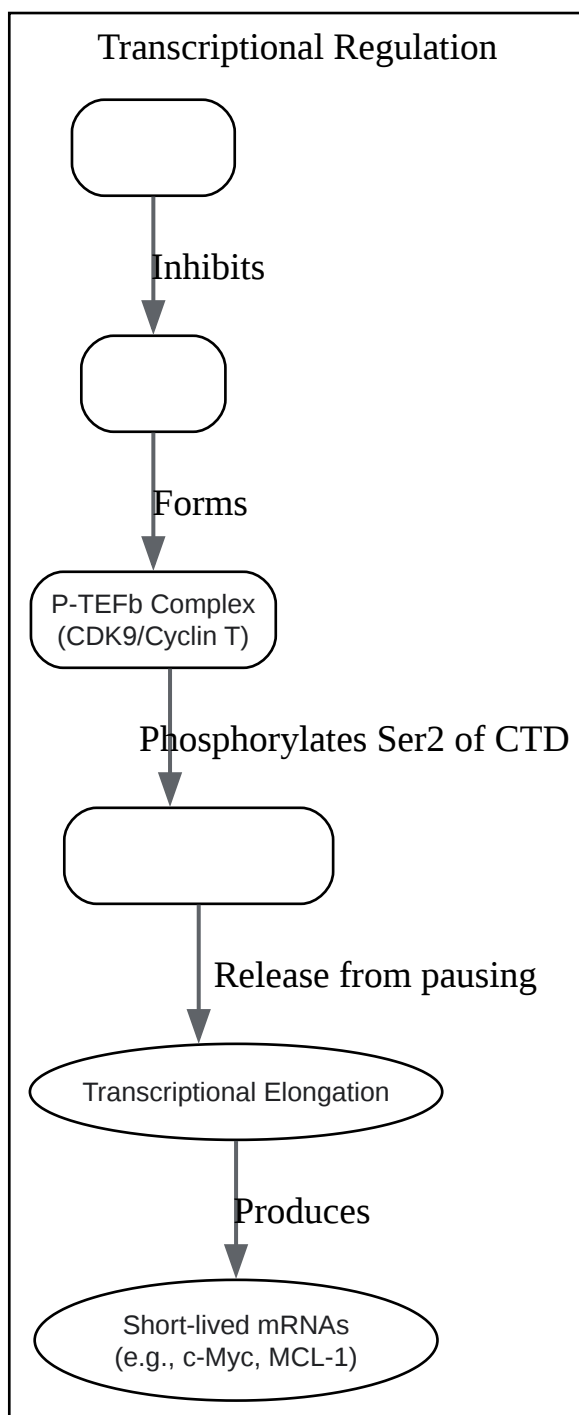 Transcriptional Regulation
Inhibits
Forms
P-TEFb Complex
(CDK9/Cyclin T)
Phosphorylates Ser2 of CTD
Release from pausing
Transcriptional Elongation
Produces
Short-lived mRNAs
(e.g., c-Myc, MCL-1)